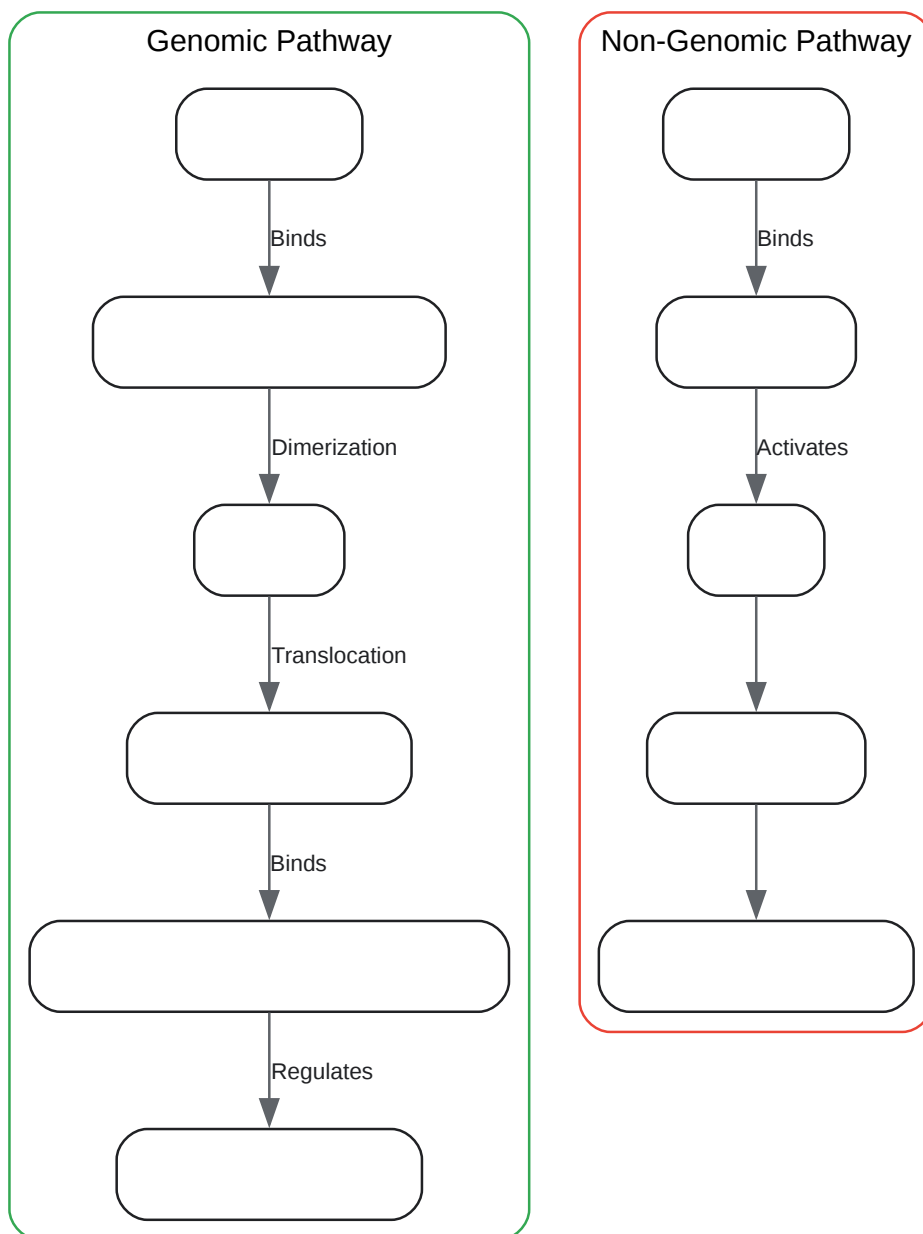 Genomic Pathway
Binds
Dimerization
Translocation
Binds
Regulates
Non-Genomic Pathway
Binds
Activates